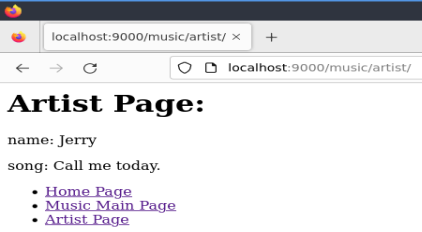 localhost:9000/music/artist/
localhost:9000/music/artist/
Artist Page:
name: Jerry
song: Call me today.
Home Page
Music Main Page
Artist Page